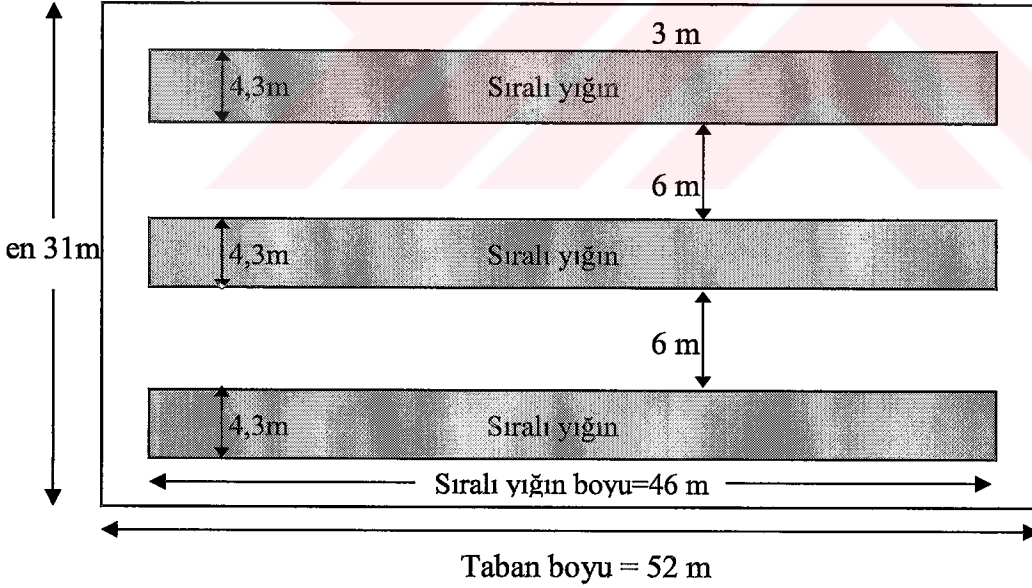 3 m
4,3m Sıralı yığın
6 m
en 31m
4,3m Sıralı yığın
6 m
4,3m Sıralı yığın
Sıralı yığın boyu=46 m
Taban boyu = 52 m